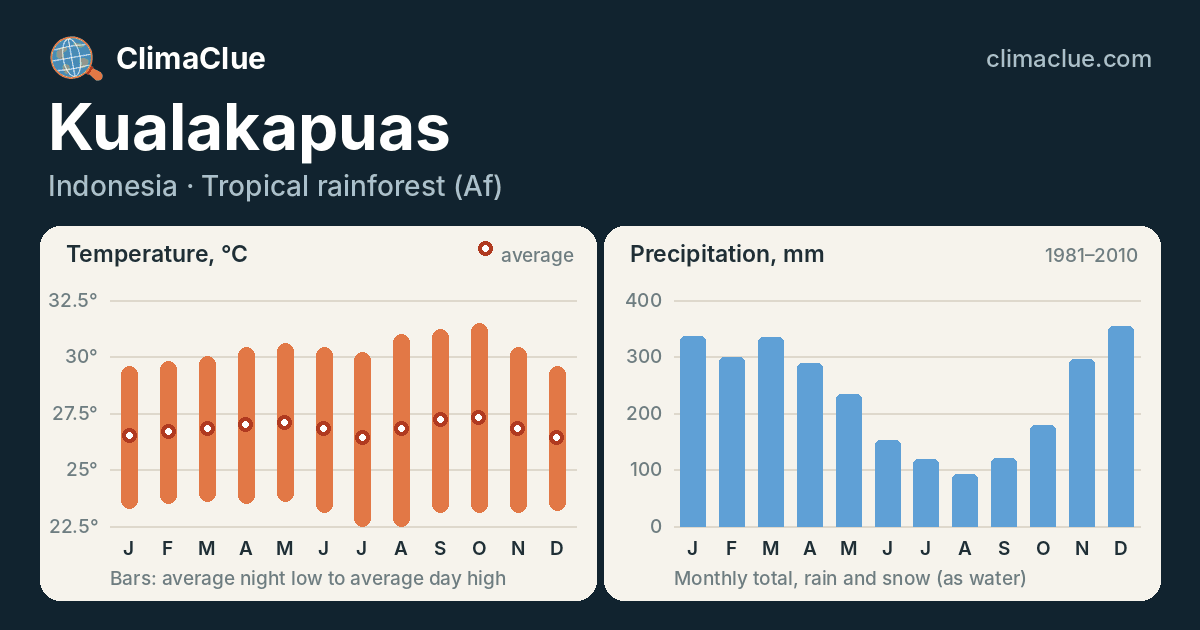 ClimaClue
climaclue.com
Kualakapuas
Indonesia · Tropical rainforest (Af)
Temperature, °C
average
32.5°
30°
27.5°
25°
22.5°
J F M A M J J A S O N D
Bars: average night low to average day high
Precipitation, mm
1981–2010
400
300
200
100
0
J F M A M J J A S O N D
Monthly total, rain and snow (as water)